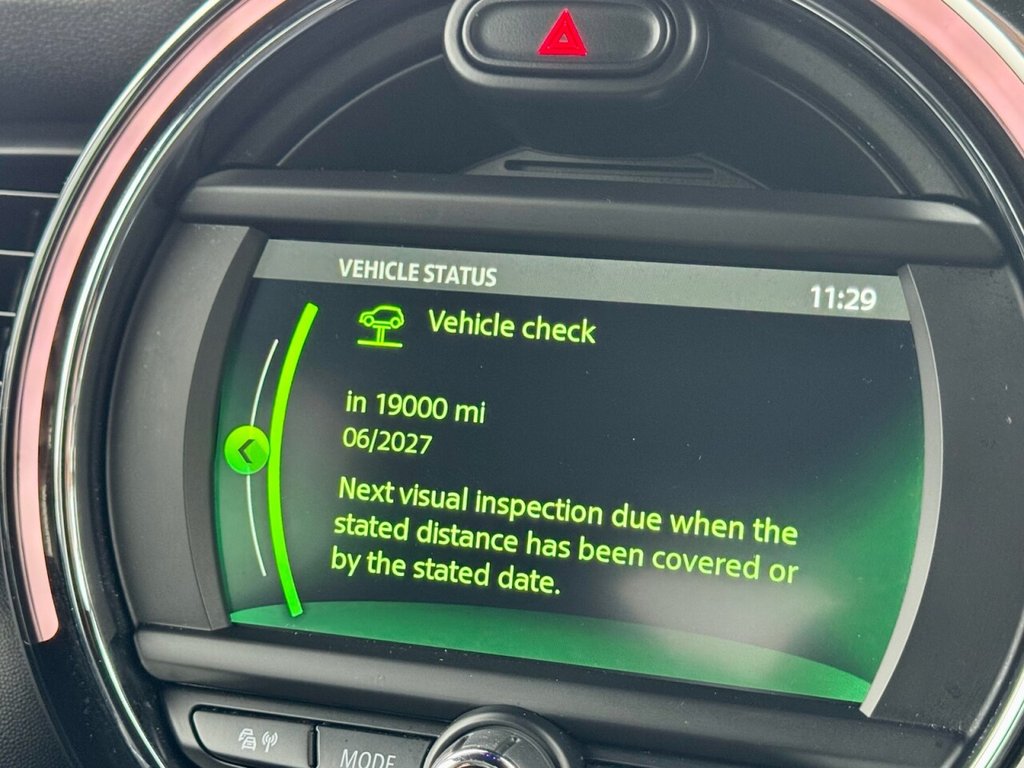 VEHICLE STATUS
11:29
Vehicle check
in 19000 mi
06/2027
Next visual inspection due when the
stated distance has been covered or
by the stated date.
MODE